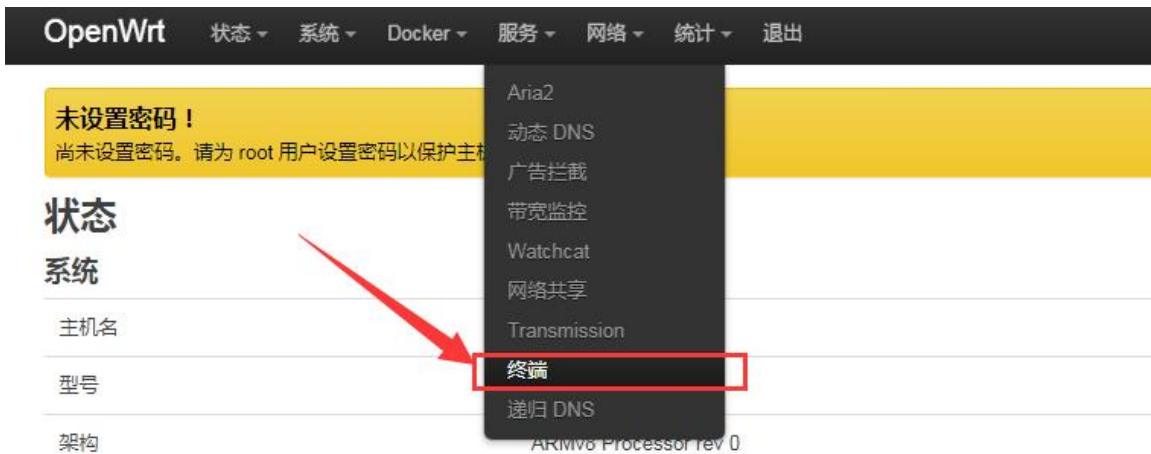 OpenWrt 状态 系统 Docker 服务 网络 统计 退出
Aria2
动态 DNS
广告拦截
带宽监控
Watchcat
网络共享
Transmission
终端
递归 DNS
未设置密码！
尚未设置密码。请为 root 用户设置密码以保护主机
状态
系统
主机名
型号
架构 ARMv8 Processor rev 0